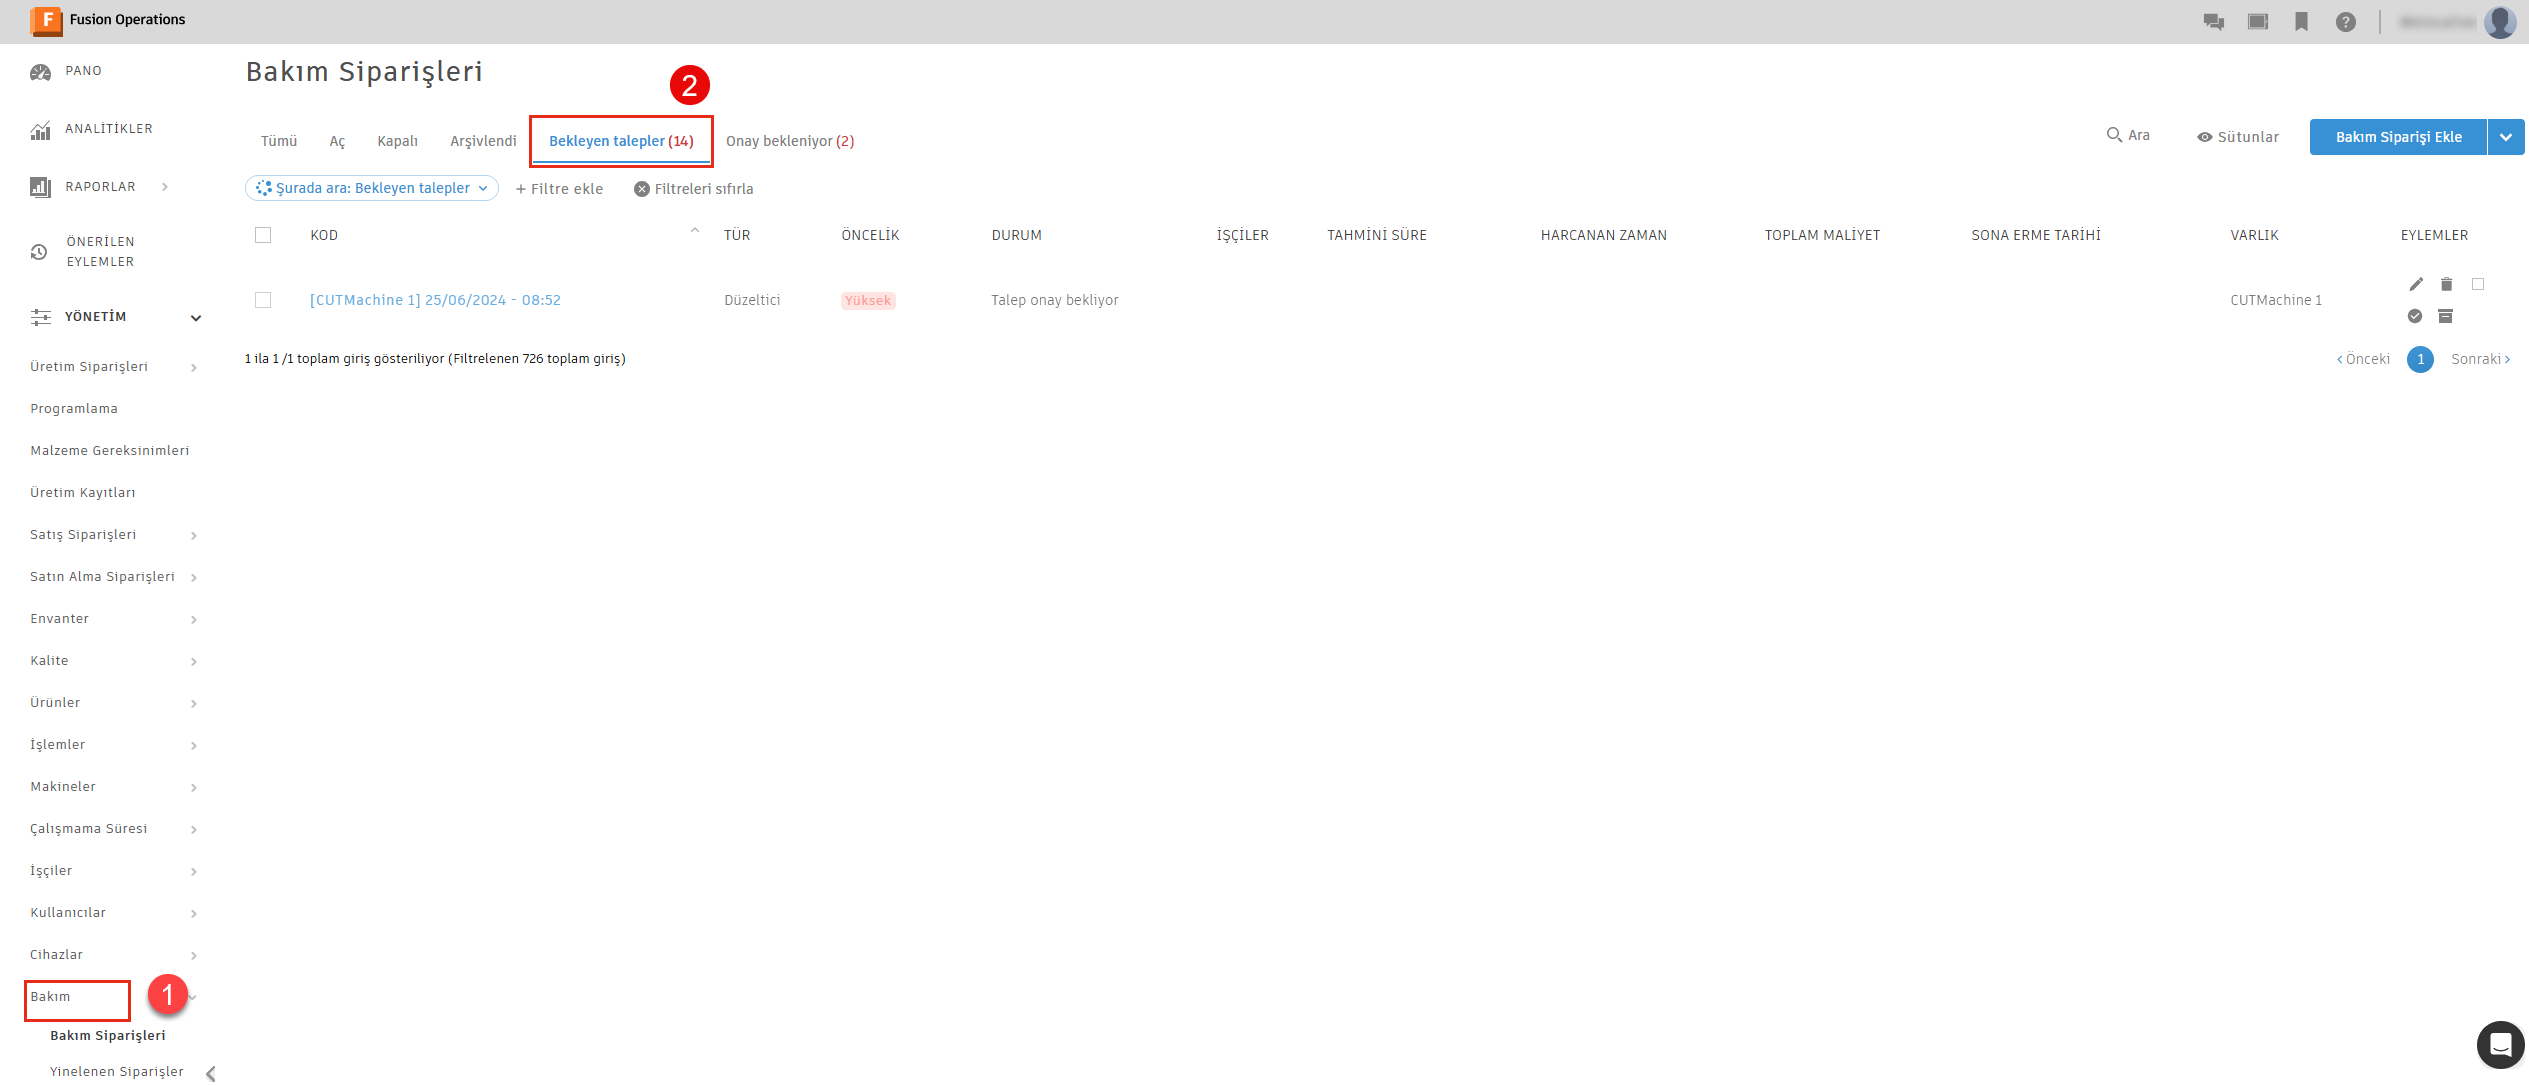 Fusion Operations
PANO
ANALİTİKLER
RAPORLAR
ÖNERİLEN
EYLEMLER
YÖNETİM
Üretim Siparişleri
Programlama
Malzeme Gereksinimleri
Üretim Kayıtları
Satış Siparişleri
Satın Alma Siparişleri
Envanter
Kalite
Ürünler
İşlemler
Makineler
Çalışmama Süresi
İşçiler
Kullanıcılar
Cihazlar
Bakım
1
Bakım Siparişleri
Yinelenen Siparişler
Bakım Siparişleri
2
Tümü Aç Kapalı Arşivlendi Bekleyen talepler (14) Onay bekleniyor (2)
Ara Sütunlar Bakım Siparişi Ekle
Şurada ara: Bekleyen talepler + Filtre ekle Filtreleri sıfırla
KOD TÜR ÖNCELİK DURUM İŞÇİLER TAHMİNİ SÜRE HARCANAN ZAMAN TOPLAM MALİYET SONA ERME TARİHİ VARLIK EYLEMLER
[CUTMachine 1] 25/06/2024 - 08:52 Düzeltici Yüksek Talep onay bekliyor CUTMachine 1
1 ila 1 /1 toplam giriş gösteriliyor (Filtrelenen 726 toplam giriş)
‹ Önceki 1 Sonraki ›